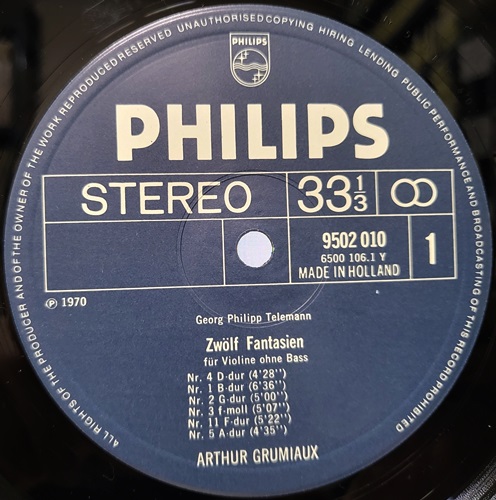 ALL RIGHTS OF THE PRODUCER AND OF THE OWNER OF THE WORK REPRODUCED RESERVED UNAUTHORISED COPYING HIRING LENDING PUBLIC PERFORMANCE AND BROADCASTING OF THIS RECORD PROHIBITED
PHILIPS
PHILIPS
STEREO
33 1/3
9502 010
6500 106.1 Y
MADE IN HOLLAND
1
℗ 1970
Georg Philipp Telemann
Zwölf Fantasien
für Violine ohne Bass
Nr. 4 D-dur (4'28'')
Nr. 1 B-dur (6'36'')
Nr. 2 G-dur (5'00'')
Nr. 3 f-moll (5'07'')
Nr. 11 F-dur (5'22'')
Nr. 5 A-dur (4'35'')
ARTHUR GRUMIAUX